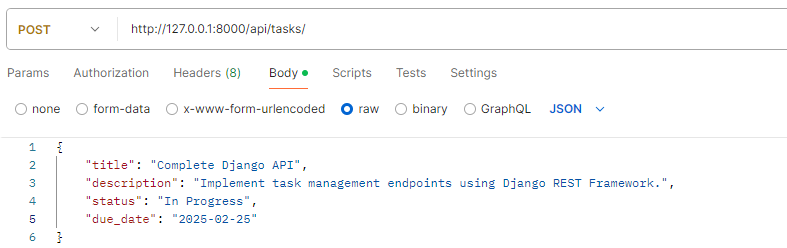 POST http://127.0.0.1:8000/api/tasks/
Params Authorization Headers (8) Body Scripts Tests Settings
none form-data x-www-form-urlencoded raw binary GraphQL JSON
1 {
2 "title": "Complete Django API",
3 "description": "Implement task management endpoints using Django REST Framework.",
4 "status": "In Progress",
5 "due_date": "2025-02-25"
6 }